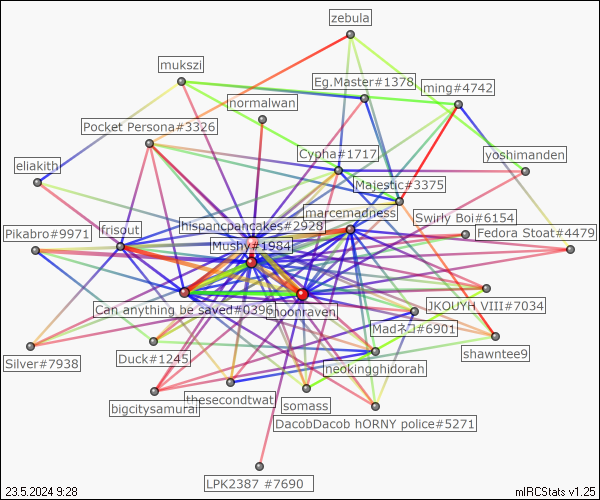 zebula
mukszi
Eg.Master#1378
ming#4742
normalwan
Pocket Persona#3326
Cypha#1717
yoshimanden
eliakith
Majestic#3375
marcemadness
Swirly Boi#6154
hispancpancakes#2928
frisout
Pikabro#9971
Fedora Stoat#4479
Mushy#1984
JKOUYH VIII#7034
Can anything be saved#0396
noonraven
Madネコ#6901
shawntee9
Silver#7938
Duck#1245
neokingghidorah
thesecondtwat
bigcitysamurai
somass
DacobDacob hORNY police#5271
LPK2387 #7690
23.5.2024 9:28
mIRCStats v1.25